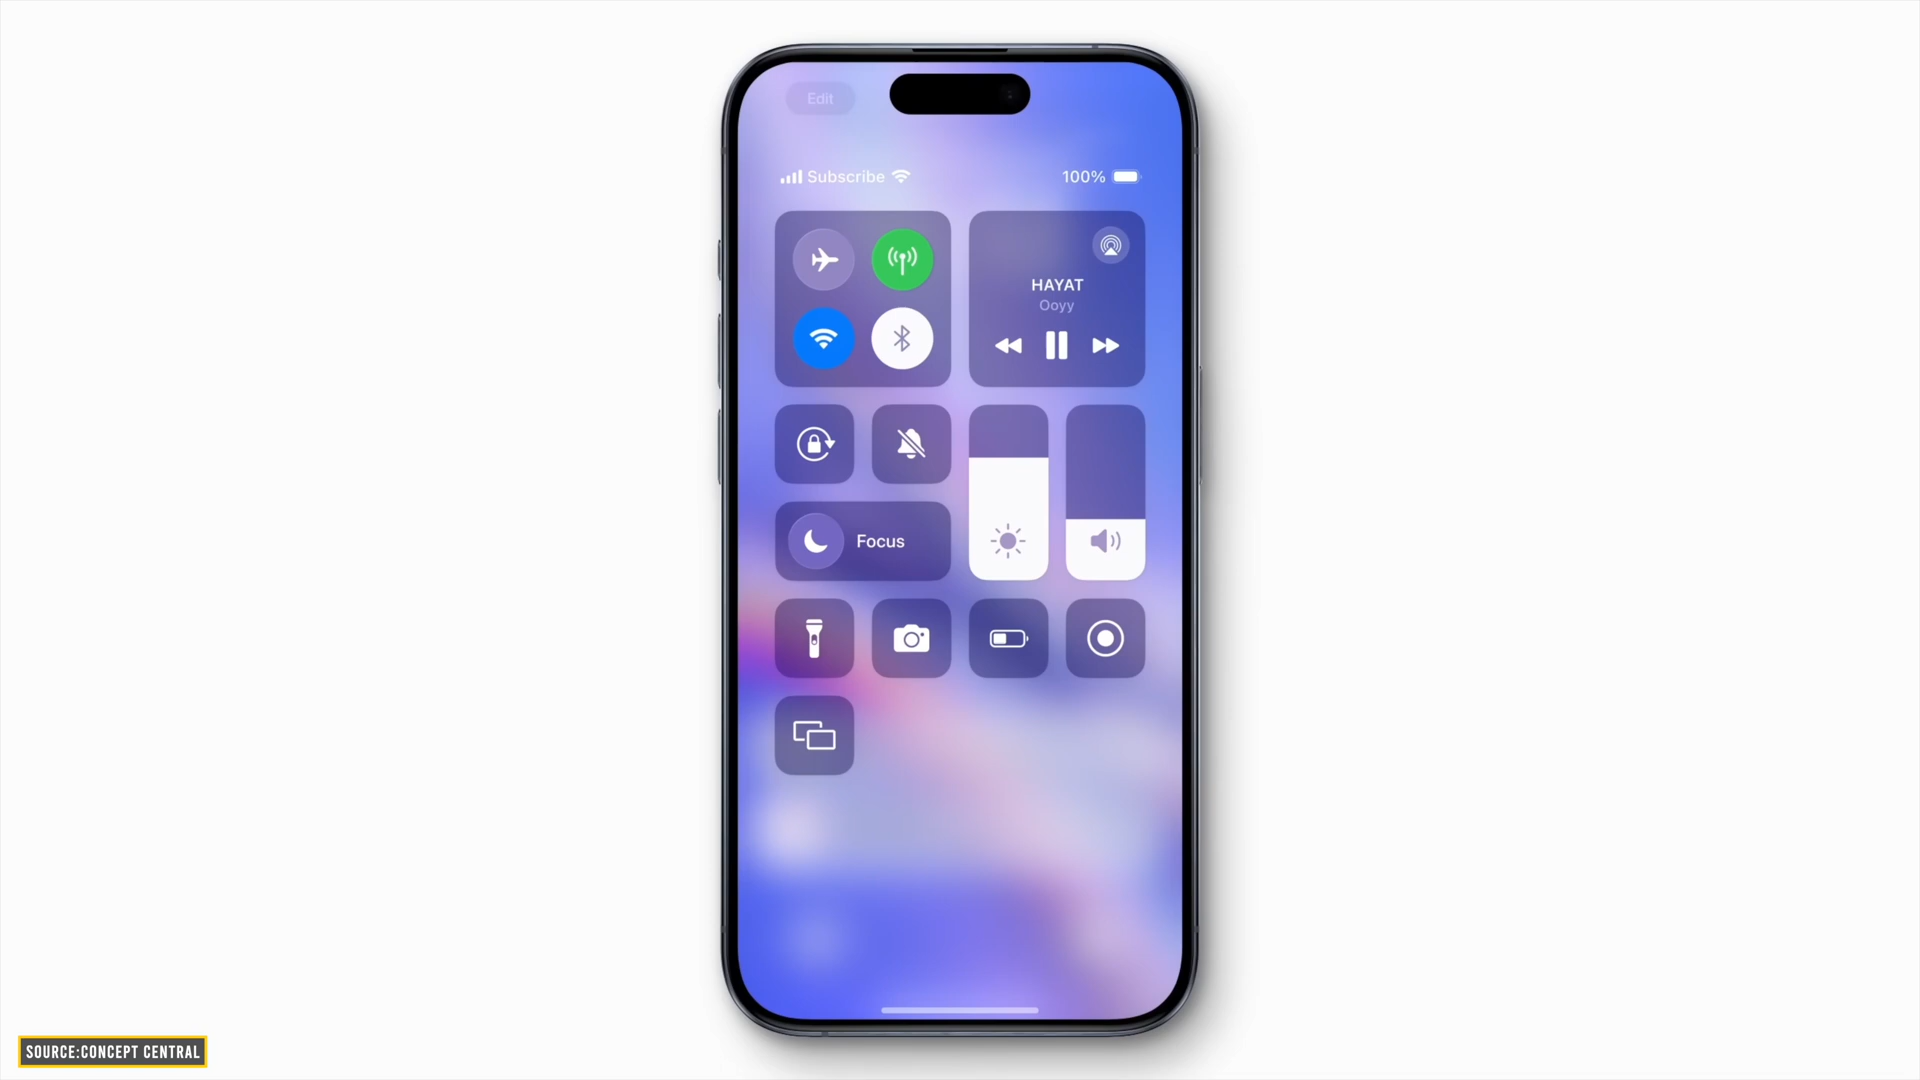 Edit
Subscribe 100%
HAYAT
Ooyy
Focus
SOURCE:CONCEPT CENTRAL